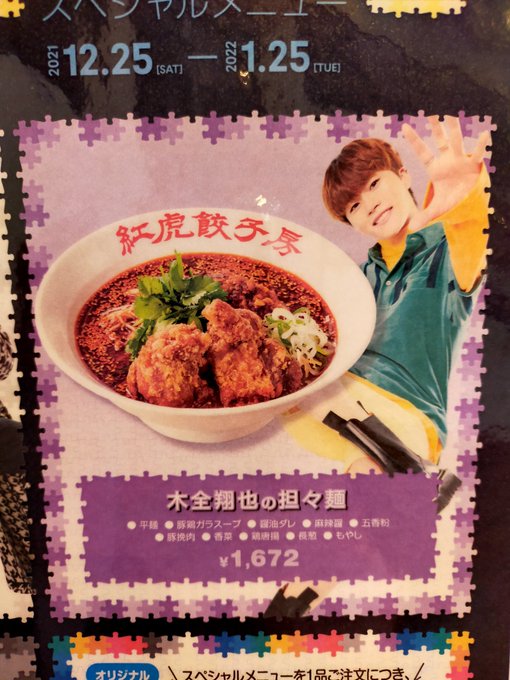 スペシャルメニュー
2021 12.25 [SAT] — 2022 1.25 [TUE]
紅虎餃子房
木全翔也の担々麺
●平麺 ●豚鶏ガラスープ ●醤油ダレ ●麻辣醤 ●五香粉
●豚挽肉 ●香菜 ●鶏唐揚 ●長葱 ●もやし
¥1,672
オリジナル
\スペシャルメニューを1品ご注文につき、/